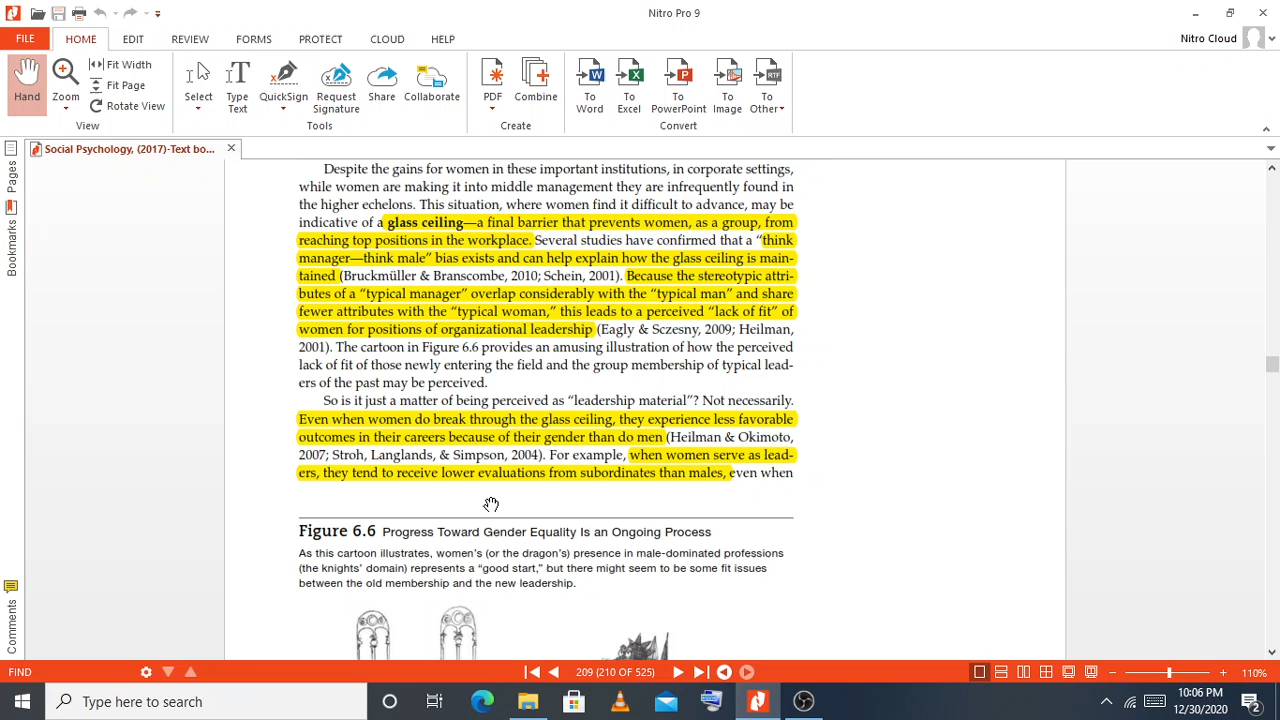 Nitro Pro 9
FILE HOME EDIT REVIEW FORMS PROTECT CLOUD HELP Nitro Cloud
Hand Zoom Fit Width Fit Page Rotate View Select Type Text QuickSign Request Signature Share Collaborate PDF Combine To Word To Excel To PowerPoint To Image To Other
View Tools Create Convert
Social Psychology, (2017)-Text bo...
Pages
Bookmarks
Comments
Despite the gains for women in these important institutions, in corporate settings,
while women are making it into middle management they are infrequently found in
the higher echelons. This situation, where women find it difficult to advance, may be
indicative of a glass ceiling—a final barrier that prevents women, as a group, from
reaching top positions in the workplace. Several studies have confirmed that a “think
manager—think male” bias exists and can help explain how the glass ceiling is main-
tained (Bruckmüller & Branscombe, 2010; Schein, 2001). Because the stereotypic attri-
butes of a “typical manager” overlap considerably with the “typical man” and share
fewer attributes with the “typical woman,” this leads to a perceived “lack of fit” of
women for positions of organizational leadership (Eagly & Sczesny, 2009; Heilman,
2001). The cartoon in Figure 6.6 provides an amusing illustration of how the perceived
lack of fit of those newly entering the field and the group membership of typical lead-
ers of the past may be perceived.
So is it just a matter of being perceived as “leadership material”? Not necessarily.
Even when women do break through the glass ceiling, they experience less favorable
outcomes in their careers because of their gender than do men (Heilman & Okimoto,
2007; Stroh, Langlands, & Simpson, 2004). For example, when women serve as lead-
ers, they tend to receive lower evaluations from subordinates than males, even when
Figure 6.6 Progress Toward Gender Equality Is an Ongoing Process
As this cartoon illustrates, women’s (or the dragon’s) presence in male-dominated professions
(the knights’ domain) represents a “good start,” but there might seem to be some fit issues
between the old membership and the new leadership.
FIND 209 (210 OF 525) 110%
Type here to search
10:06 PM
12/30/2020
2